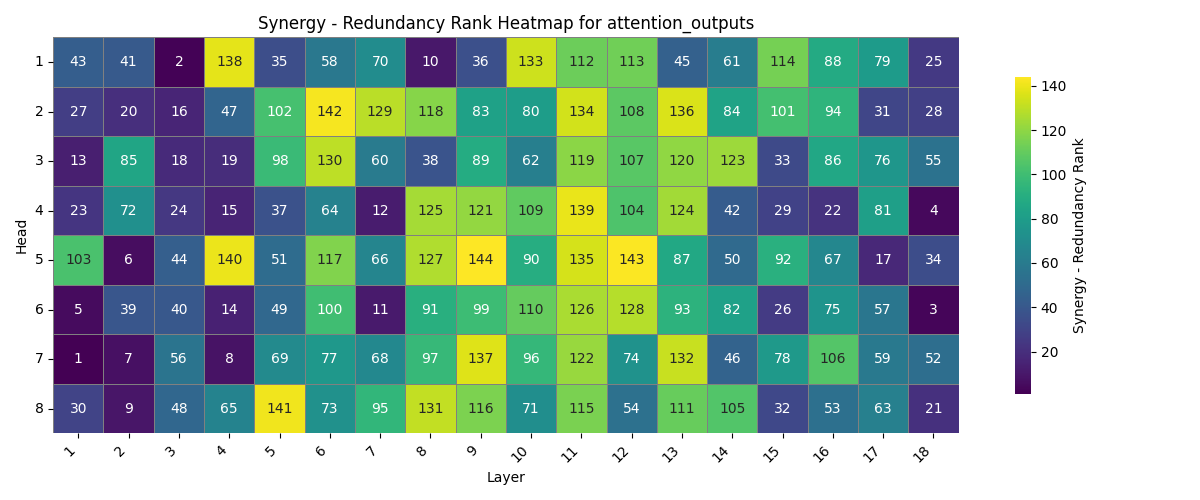 Synergy - Redundancy Rank Heatmap for attention_outputs
1 43 41 2 138 35 58 70 10 36 133 112 113 45 61 114 88 79 25
2 27 20 16 47 102 142 129 118 83 80 134 108 136 84 101 94 31 28
3 13 85 18 19 98 130 60 38 89 62 119 107 120 123 33 86 76 55
4 23 72 24 15 37 64 12 125 121 109 139 104 124 42 29 22 81 4
5 103 6 44 140 51 117 66 127 144 90 135 143 87 50 92 67 17 34
6 5 39 40 14 49 100 11 91 99 110 126 128 93 82 26 75 57 3
7 1 7 56 8 69 77 68 97 137 96 122 74 132 46 78 106 59 52
8 30 9 48 65 141 73 95 131 116 71 115 54 111 105 32 53 63 21
1 2 3 4 5 6 7 8 9 10 11 12 13 14 15 16 17 18
Layer
Head
140
120
100
80
60
40
20
Synergy - Redundancy Rank